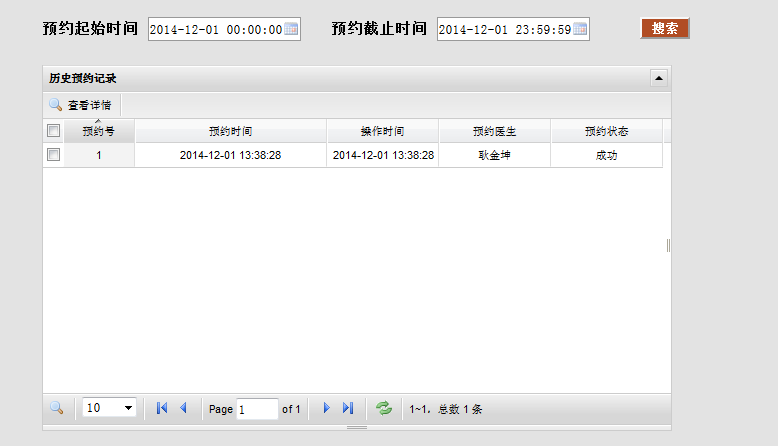 预约起始时间 2014-12-01 00:00:00 预约截止时间 2014-12-01 23:59:59 搜索
历史预约记录
查看详情
预约号 预约时间 操作时间 预约医生 预约状态
1 2014-12-01 13:38:28 2014-12-01 13:38:28 耿金坤 成功
10 Page 1 of 1 1~1，总数 1 条